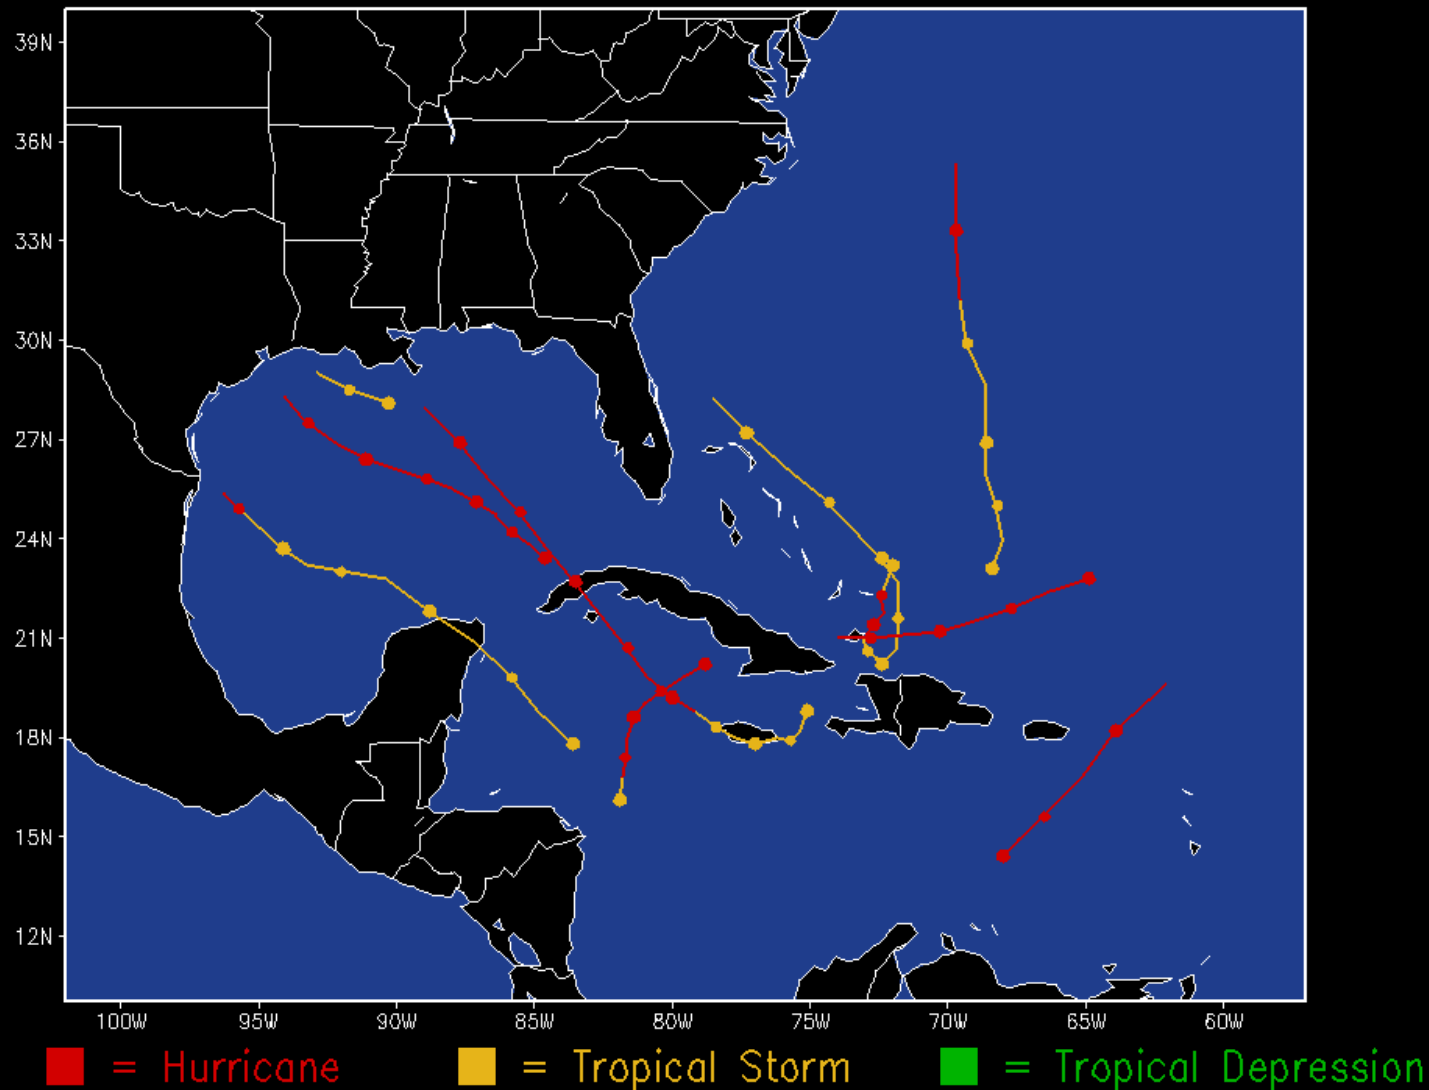 39N
36N
33N
30N
27N
24N
21N
18N
15N
12N
100W 95W 90W 85W 80W 75W 70W 65W 60W
= Hurricane = Tropical Storm = Tropical Depression